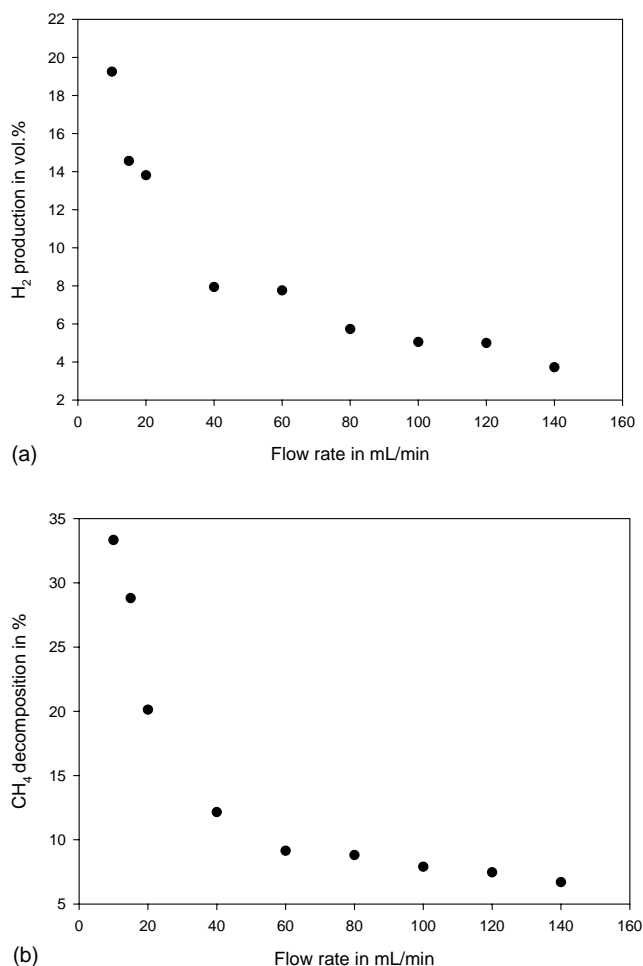 22
20
18
16
14
12
10
8
6
4
2
H2 production in vol.%
0 20 40 60 80 100 120 140 160
(a)
Flow rate in mL/min
35
30
25
20
15
10
5
CH4 decomposition in %
0 20 40 60 80 100 120 140 160
(b)
Flow rate in mL/min